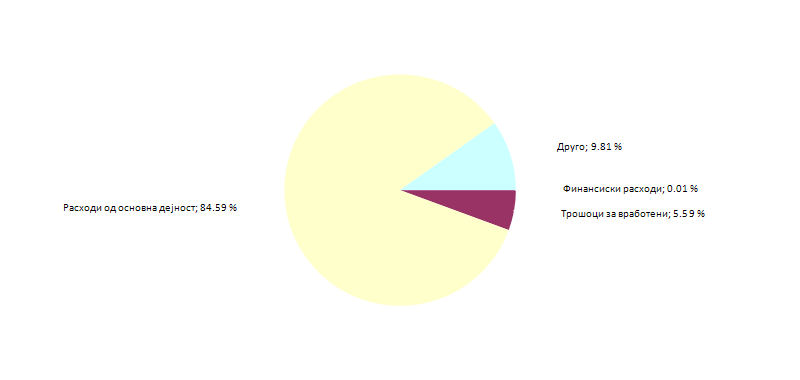 Друго; 9.81 %
Финансиски расходи; 0.01 %
Расходи од основна дејност; 84.59 %
Трошоци за вработени; 5.59 %